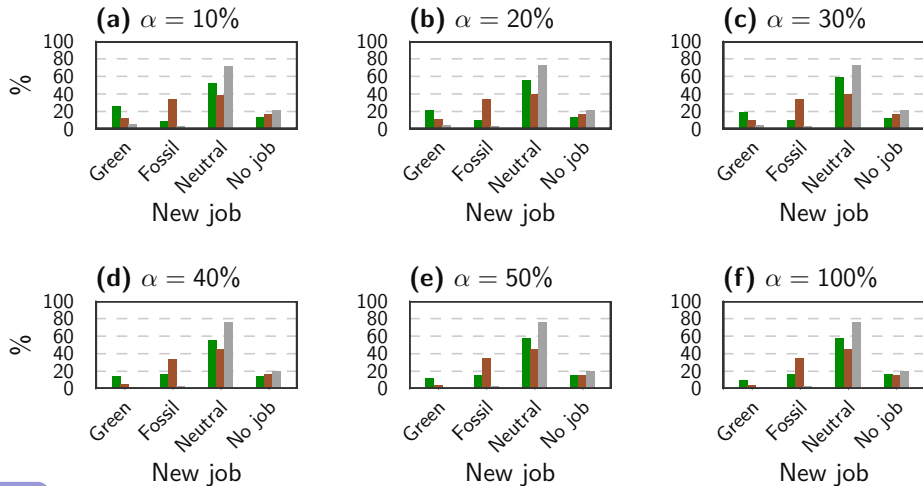 (a) α = 10%
(b) α = 20%
(c) α = 30%
100
80
60
40
20
0
%
Green
Fossil
Neutral
No job
New job
100
80
60
40
20
0
Green
Fossil
Neutral
No job
New job
100
80
60
40
20
0
Green
Fossil
Neutral
No job
New job
(d) α = 40%
(e) α = 50%
(f) α = 100%
100
80
60
40
20
0
%
Green
Fossil
Neutral
No job
New job
100
80
60
40
20
0
Green
Fossil
Neutral
No job
New job
100
80
60
40
20
0
Green
Fossil
Neutral
No job
New job